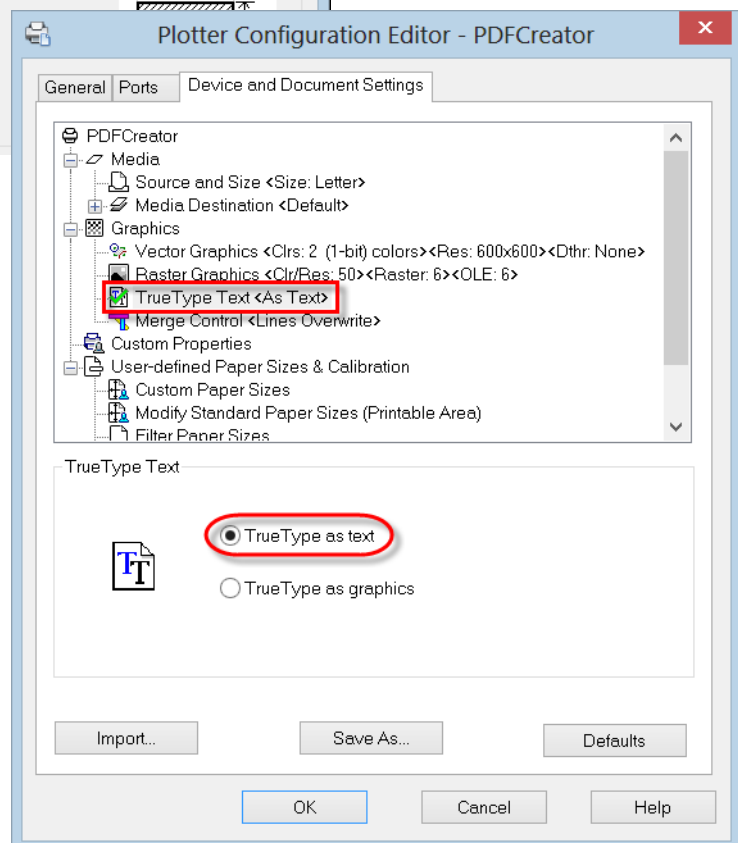 Plotter Configuration Editor - PDFCreator
General Ports Device and Document Settings
PDFCreator
Media
Source and Size <Size: Letter>
Media Destination <Default>
Graphics
Vector Graphics <Clrs: 2 (1-bit) colors><Res: 600x600><Dthr: None>
Raster Graphics <Clr/Res: 50><Raster: 6><OLE: 6>
TrueType Text <As Text>
Merge Control <Lines Overwrite>
Custom Properties
User-defined Paper Sizes & Calibration
Custom Paper Sizes
Modify Standard Paper Sizes (Printable Area)
Filter Paper Sizes
TrueType Text
TrueType as text
TT
TrueType as graphics
Import... Save As... Defaults
OK Cancel Help